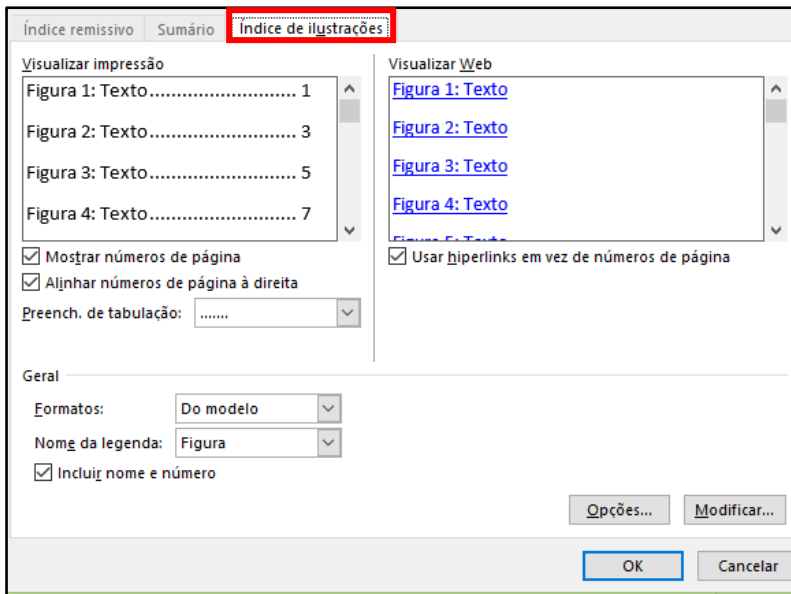 Índice remissivo Sumário Índice de ilustrações
Visualizar impressão
Figura 1: Texto............................ 1
Figura 2: Texto............................ 3
Figura 3: Texto............................ 5
Figura 4: Texto............................ 7
Mostrar números de página
Alinhar números de página à direita
Preench. de tabulação: .......
Visualizar Web
Figura 1: Texto
Figura 2: Texto
Figura 3: Texto
Figura 4: Texto
Figura 5: Texto
Usar hiperlinks em vez de números de página
Geral
Formatos: Do modelo
Nome da legenda: Figura
Incluir nome e número
Opções... Modificar...
OK Cancelar